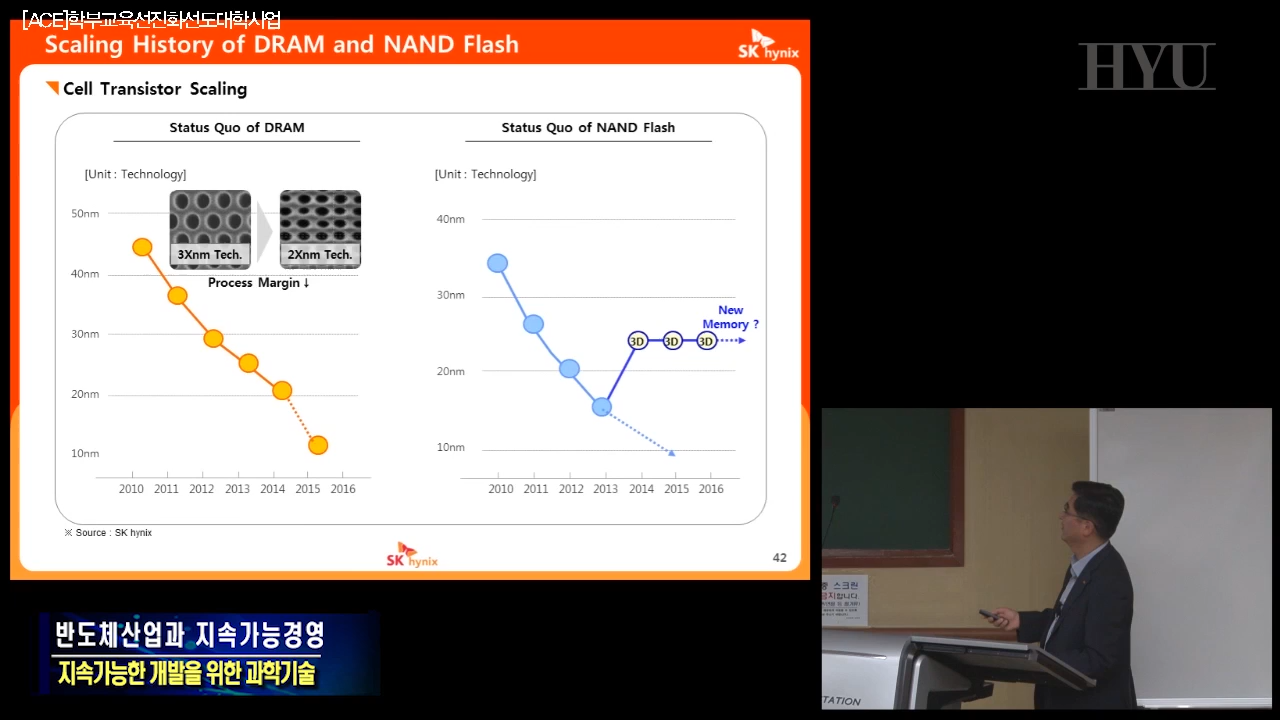 [ACE]학부교육선진화선도대학사업
Scaling History of DRAM and NAND Flash
SK hynix
HYU
Cell Transistor Scaling
Status Quo of DRAM
[Unit : Technology]
50nm
40nm
30nm
20nm
10nm
3Xnm Tech.
2Xnm Tech.
Process Margin↓
2010 2011 2012 2013 2014 2015 2016
Status Quo of NAND Flash
[Unit : Technology]
40nm
30nm
20nm
10nm
3D 3D 3D
New
Memory ?
2010 2011 2012 2013 2014 2015 2016
※ Source : SK hynix
SK hynix
42
반도체산업과 지속가능경영
지속가능한 개발을 위한 과학기술
스크린
TATION